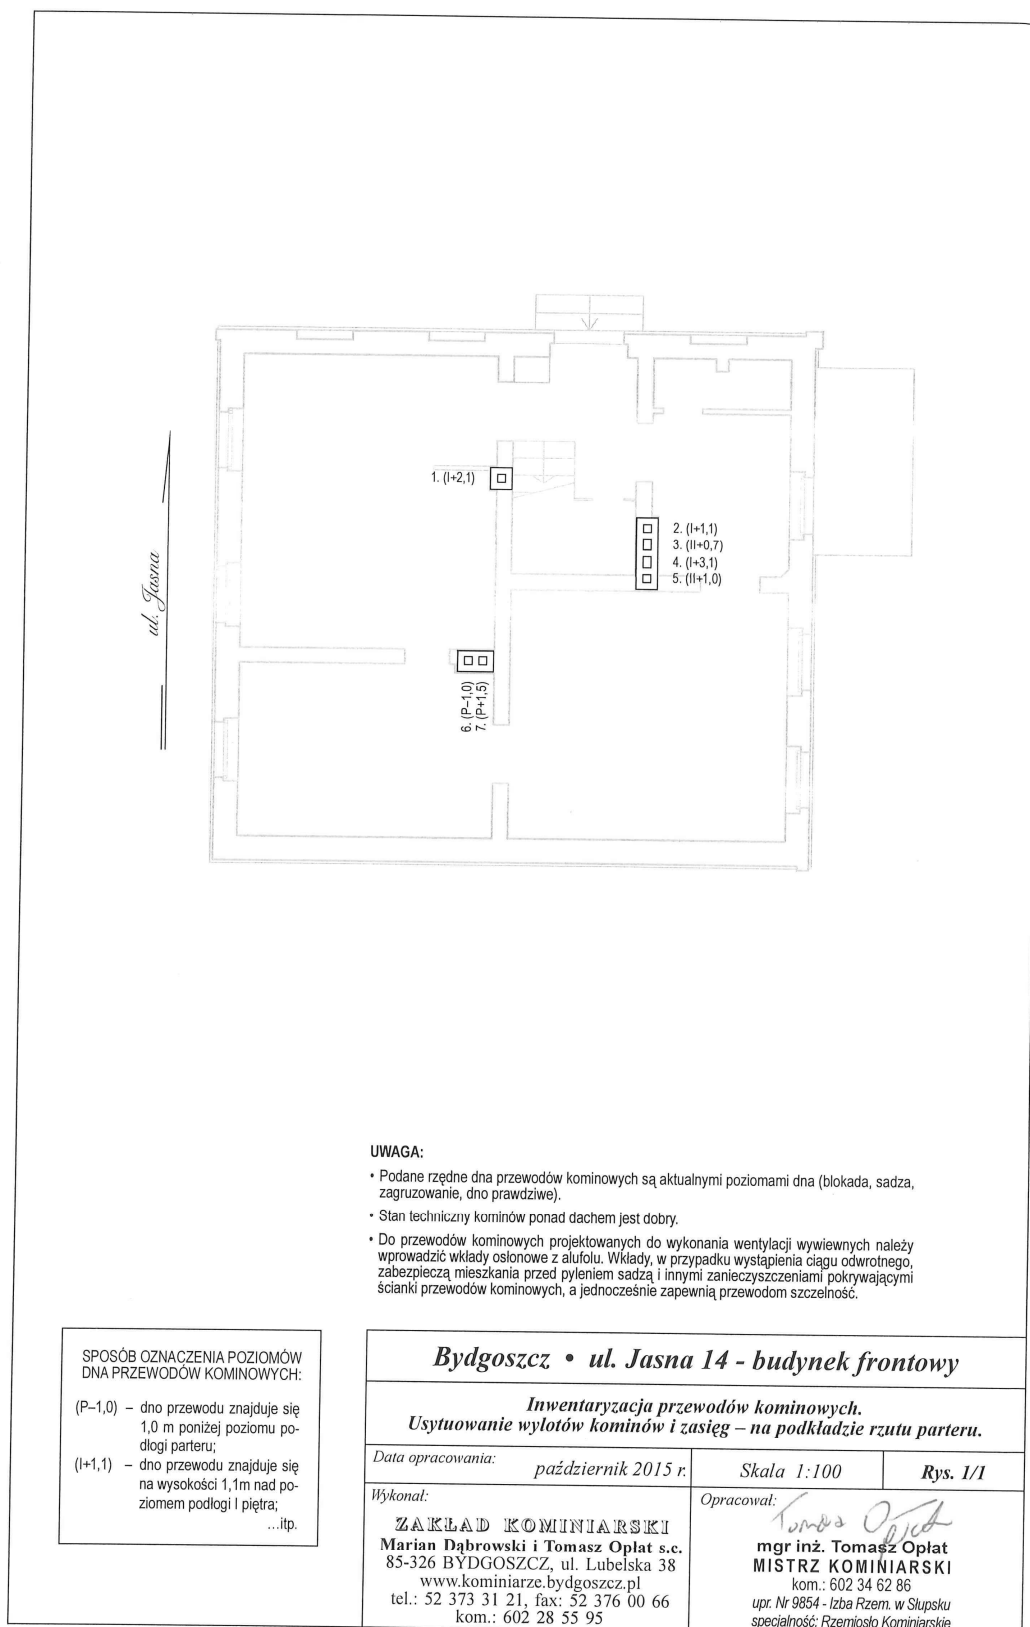 ul. Jasna
1. (I+2,1)
2. (I+1,1)
3. (II+0,7)
4. (I+3,1)
5. (II+1,0)
6. (P–1,0)
7. (P+1,5)
UWAGA:
• Podane rzędne dna przewodów kominowych są aktualnymi poziomami dna (blokada, sadza,
zagruzowanie, dno prawdziwe).
• Stan techniczny kominów ponad dachem jest dobry.
• Do przewodów kominowych projektowanych do wykonania wentylacji wywiewnych należy
wprowadzić wkłady osłonowe z alufolu. Wkłady, w przypadku wystąpienia ciągu odwrotnego,
zabezpieczą mieszkania przed pyleniem sadzą i innymi zanieczyszczeniami pokrywającymi
ścianki przewodów kominowych, a jednocześnie zapewnią przewodom szczelność.
SPOSÓB OZNACZENIA POZIOMÓW
DNA PRZEWODÓW KOMINOWYCH:
(P–1,0) – dno przewodu znajduje się
1,0 m poniżej poziomu po-
dłogi parteru;
(I+1,1) – dno przewodu znajduje się
na wysokości 1,1m nad po-
ziomem podłogi I piętra;
...itp.
Bydgoszcz • ul. Jasna 14 - budynek frontowy
Inwentaryzacja przewodów kominowych.
Usytuowanie wylotów kominów i zasięg – na podkładzie rzutu parteru.
Data opracowania:
październik 2015 r.
Skala 1:100
Rys. 1/1
Wykonał:
ZAKŁAD KOMINIARSKI
Marian Dąbrowski i Tomasz Opłat s.c.
85-326 BYDGOSZCZ, ul. Lubelska 38
www.kominiarze.bydgoszcz.pl
tel.: 52 373 31 21, fax: 52 376 00 66
kom.: 602 28 55 95
Opracował:
Tomasz Opłat
mgr inż. Tomasz Opłat
MISTRZ KOMINIARSKI
kom.: 602 34 62 86
upr. Nr 9854 - Izba Rzem. w Słupsku
specjalność: Rzemiosło Kominiarskie